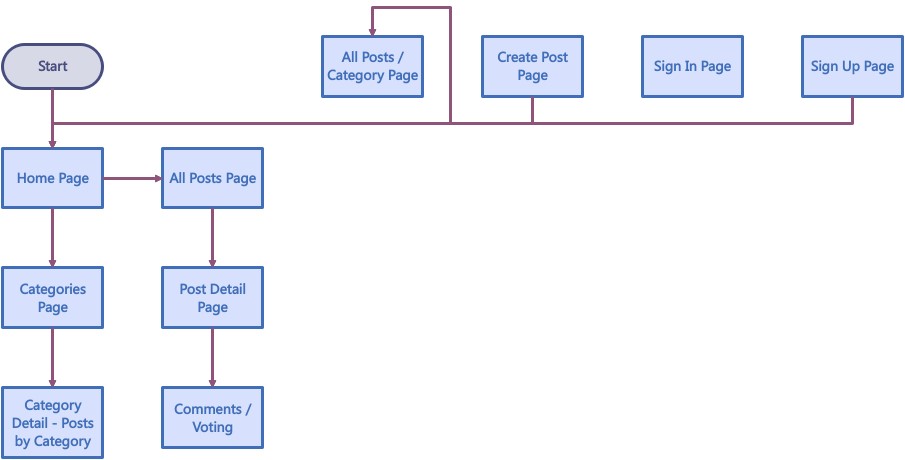 Start
All Posts /
Category Page
Create Post
Page
Sign In Page
Sign Up Page
Home Page
All Posts Page
Categories
Page
Post Detail
Page
Category
Detail - Posts
by Category
Comments /
Voting